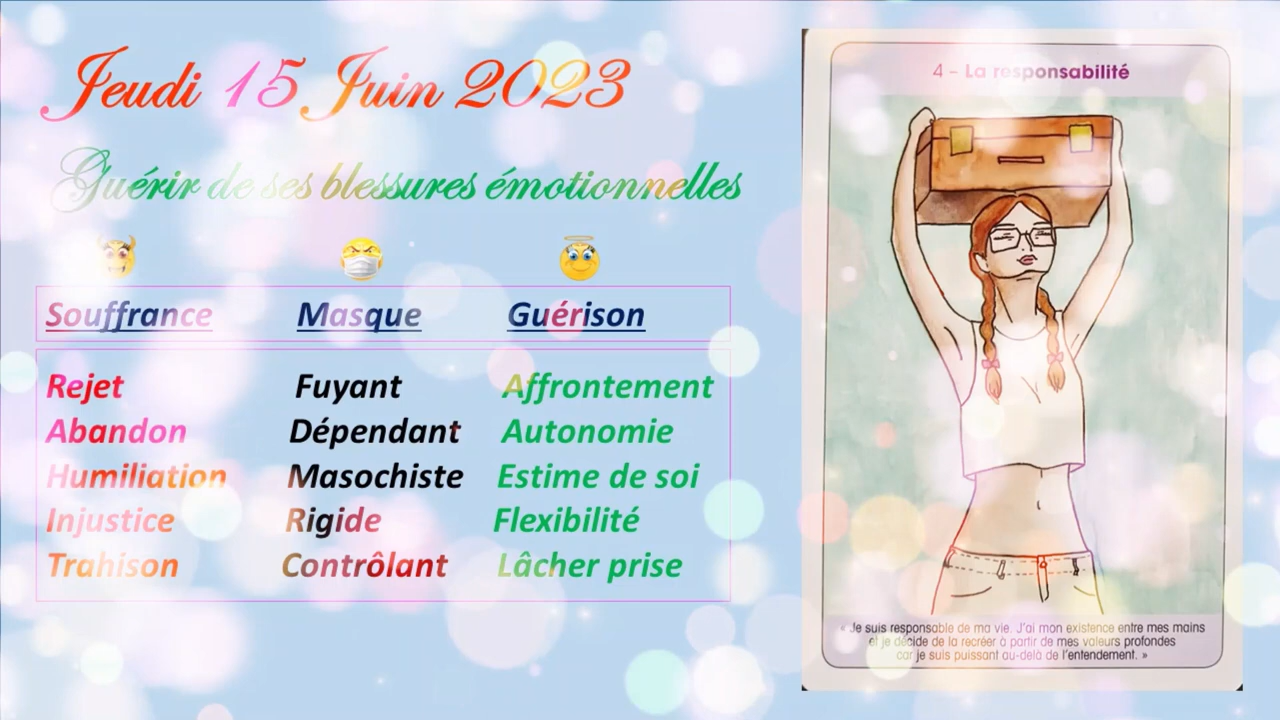 Jeudi 15 Juin 2023
Guérir de ses blessures émotionnelles
Souffrance Masque Guérison
Rejet Fuyant Affrontement
Abandon Dépendant Autonomie
Humiliation Masochiste Estime de soi
Injustice Rigide Flexibilité
Trahison Contrôlant Lâcher prise
4 - La responsabilité
« Je suis responsable de ma vie. J'ai mon existence entre mes mains
et je décide de la recréer à partir de mes valeurs profondes
car je suis puissant au-delà de l'entendement. »